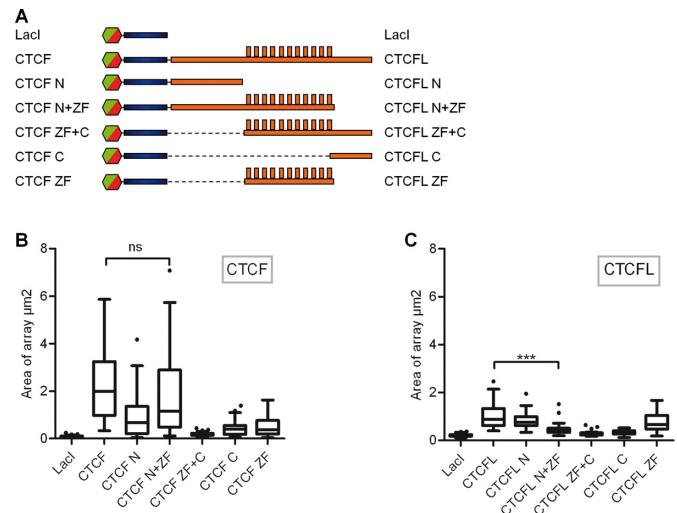 A
LacI LacI
CTCF CTCFL
CTCF N CTCFL N
CTCF N+ZF CTCFL N+ZF
CTCF ZF+C CTCFL ZF+C
CTCF C CTCFL C
CTCF ZF CTCFL ZF
B
ns
CTCF
Area of array µm2
8
6
4
2
0
LacI
CTCF
CTCF N
CTCF N+ZF
CTCF ZF+C
CTCF C
CTCF ZF
C
***
CTCFL
Area of array µm2
8
6
4
2
0
LacI
CTCFL
CTCFL N
CTCFL N+ZF
CTCFL ZF+C
CTCFL C
CTCFL ZF